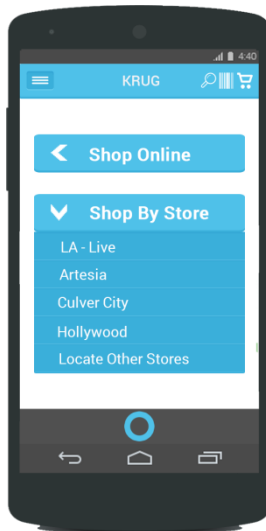 4:40
KRUG
Shop Online
Shop By Store
LA - Live
Artesia
Culver City
Hollywood
Locate Other Stores